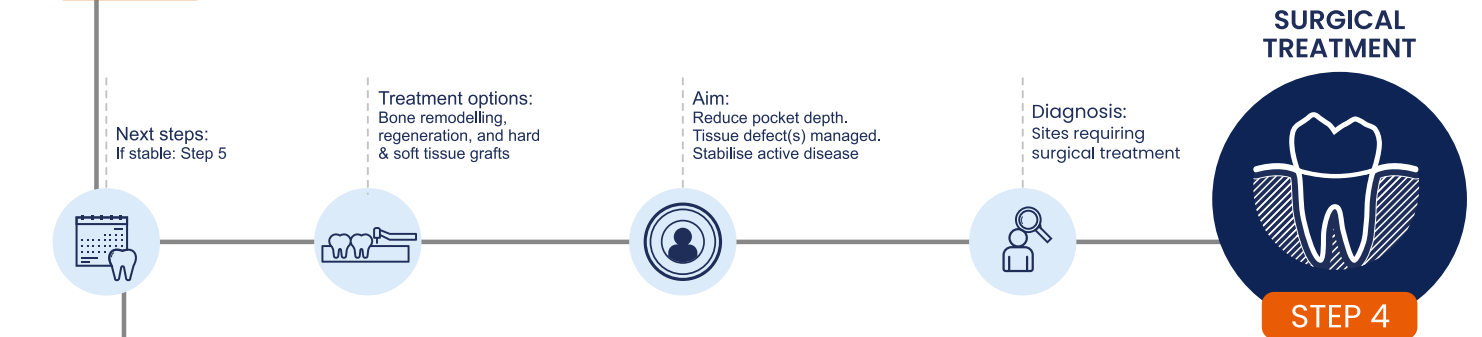 SURGICAL
TREATMENT
STEP 4
Diagnosis:
Sites requiring
surgical treatment
Aim:
Reduce pocket depth.
Tissue defect(s) managed.
Stabilise active disease
Treatment options:
Bone remodelling,
regeneration, and hard
& soft tissue grafts
Next steps:
If stable: Step 5